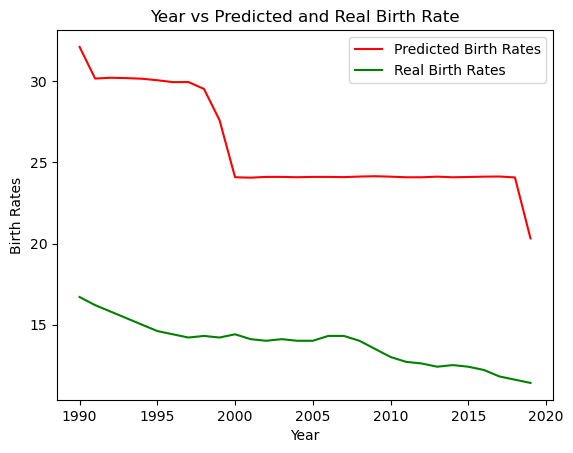 Year vs Predicted and Real Birth Rate
Predicted Birth Rates
Real Birth Rates
30
25
20
15
Birth Rates
1990 1995 2000 2005 2010 2015 2020
Year